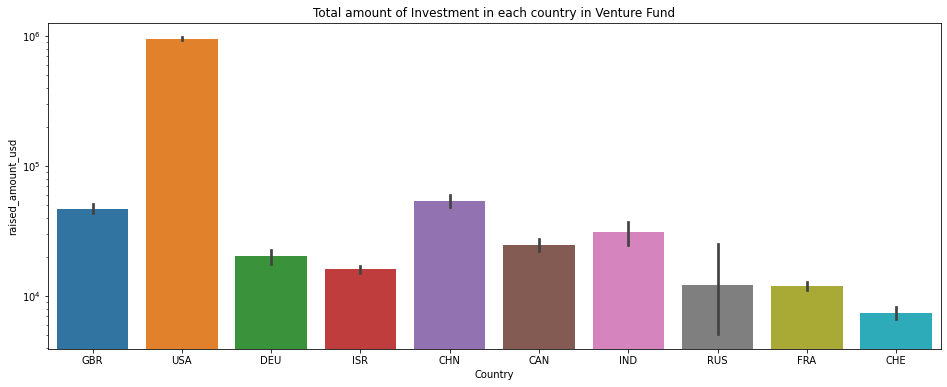 Total amount of Investment in each country in Venture Fund
raised_amount_usd
10^6
10^5
10^4
GBR USA DEU ISR CHN CAN IND RUS FRA CHE
Country